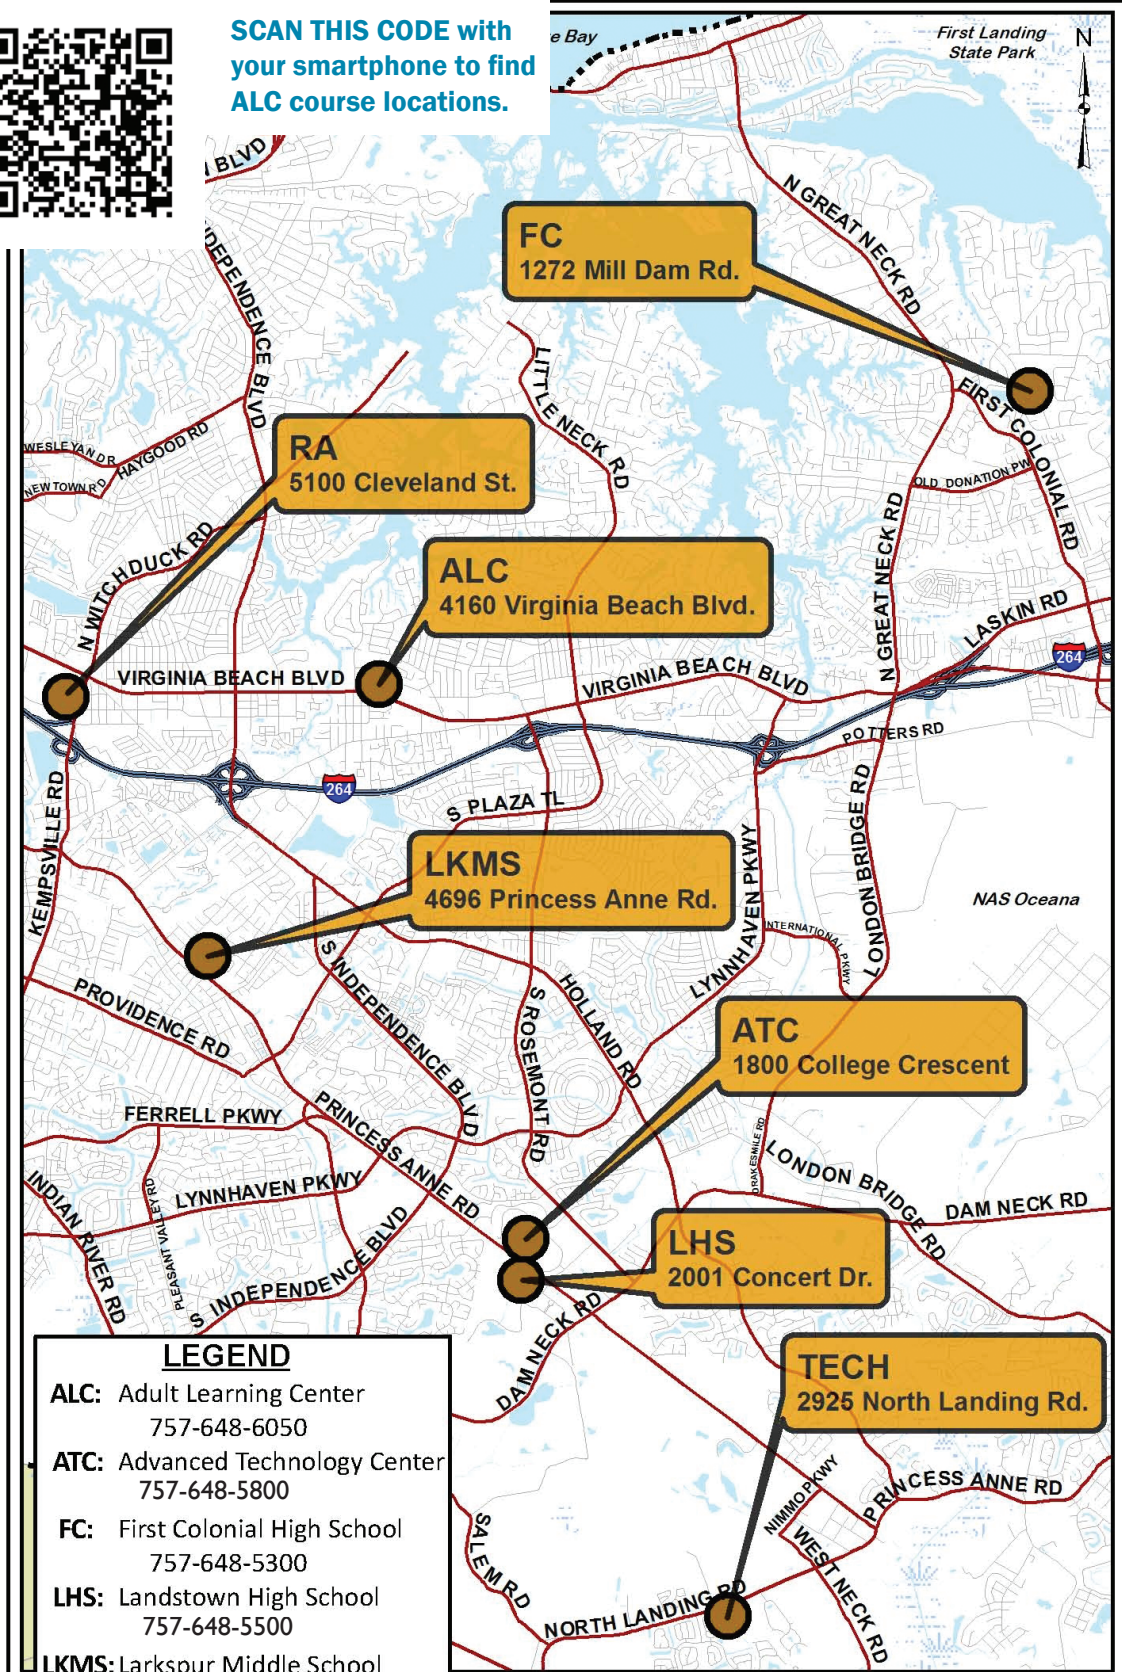 SCAN THIS CODE with
your smartphone to find
ALC course locations.
e Bay
First Landing
State Park
N
BLVD
N GREAT NECK RD
FC
1272 Mill Dam Rd.
DEPENDENCE BLVD
LITTLE NECK RD
FIRST COLONIAL RD
WESLEYAN DR
HAYGOOD RD
NEWTOWN RD
RA
5100 Cleveland St.
OLD DONATION PW
N WITCHDUCK RD
N GREAT NECK RD
ALC
4160 Virginia Beach Blvd.
LASKIN RD
264
VIRGINIA BEACH BLVD
VIRGINIA BEACH BLVD
POTTERS RD
264
S PLAZA TL
KEMPSVILLE RD
LONDON BRIDGE RD
LKMS
4696 Princess Anne Rd.
LYNNHAVEN PKWY
NAS Oceana
INTERNATIONAL PKWY
S INDEPENDENCE BLVD
PROVIDENCE RD
S ROSEMONT RD
HOLLAND RD
ATC
1800 College Crescent
FERRELL PKWY
PRINCESS ANNE RD
DRAKESMILE RD
LONDON BRIDGE RD
INDIAN RIVER RD
PLEASANT VALLEY RD
LYNNHAVEN PKWY
DAM NECK RD
S INDEPENDENCE BLVD
LHS
2001 Concert Dr.
DAM NECK RD
TECH
2925 North Landing Rd.
NIMMO PKWY
PRINCESS ANNE RD
SALEM RD
WEST NECK RD
NORTH LANDING RD
LEGEND
ALC: Adult Learning Center
757-648-6050
ATC: Advanced Technology Center
757-648-5800
FC: First Colonial High School
757-648-5300
LHS: Landstown High School
757-648-5500
LKMS: Larkspur Middle School